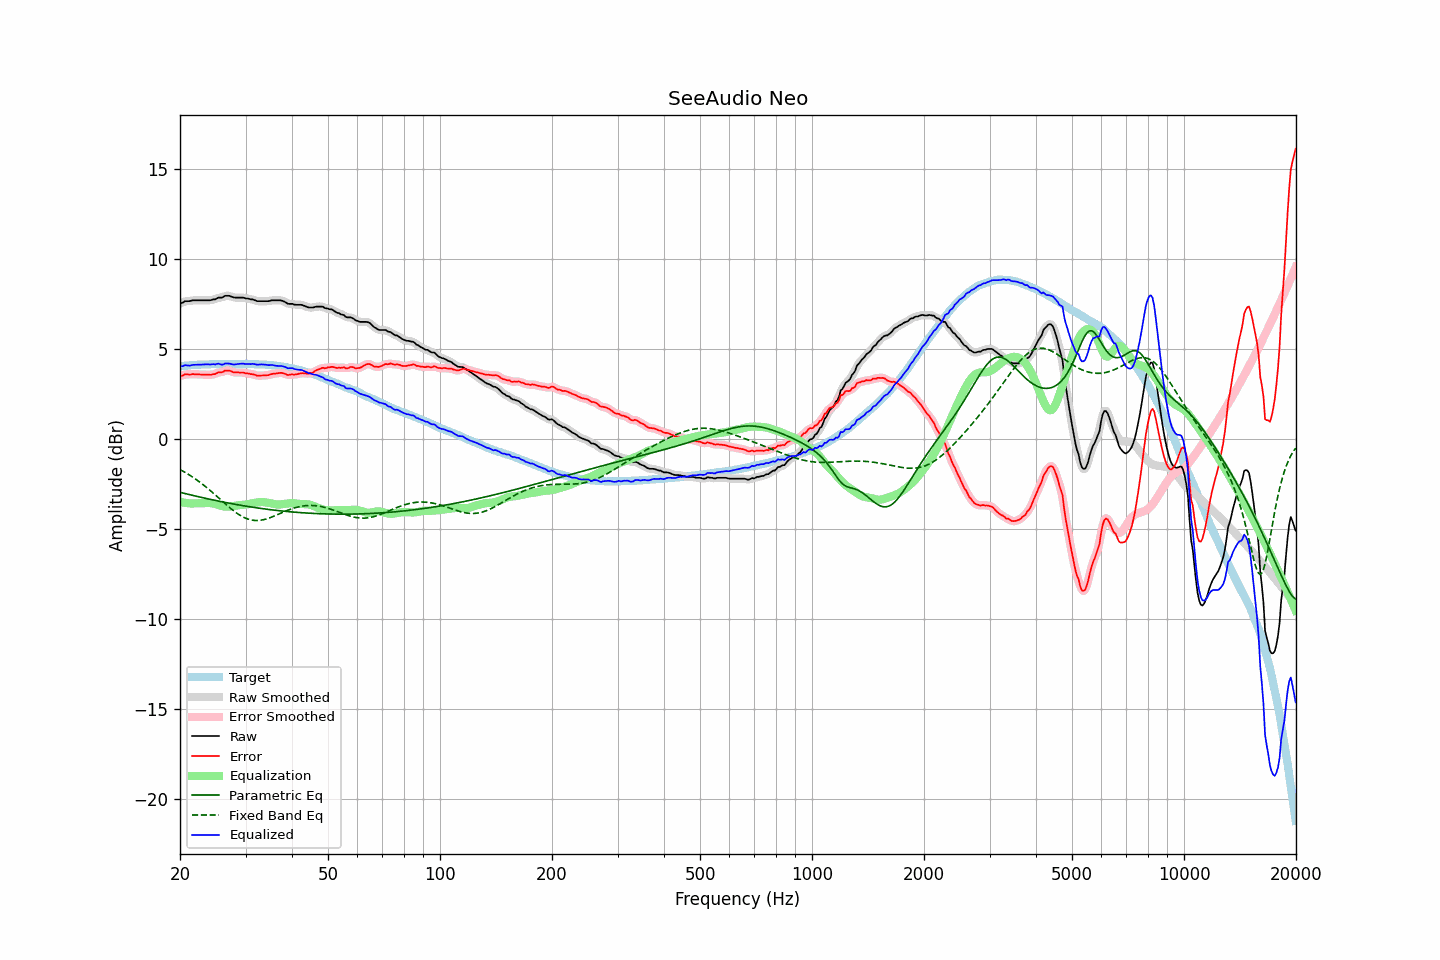 SeeAudio Neo
Amplitude (dBr)
15
10
5
0
−5
−10
−15
−20
Target
Raw Smoothed
Error Smoothed
Raw
Error
Equalization
Parametric Eq
Fixed Band Eq
Equalized
20 50 100 200 500 1000 2000 5000 10000 20000
Frequency (Hz)